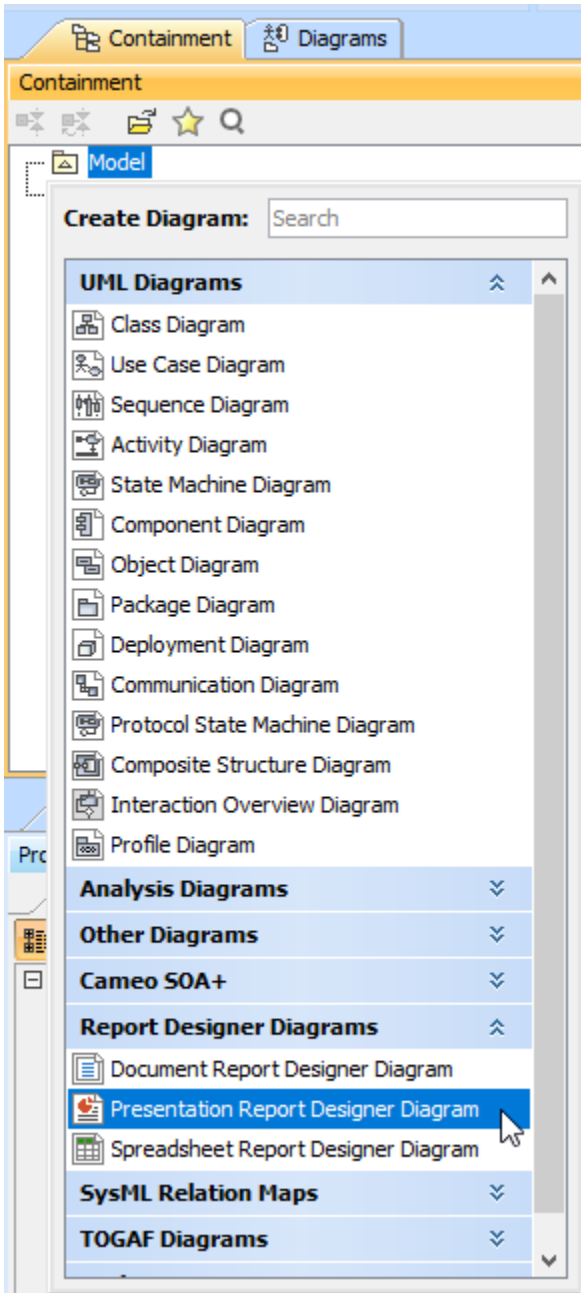 Containment Diagrams
Containment
Model
Create Diagram: Search
UML Diagrams
Class Diagram
Use Case Diagram
Sequence Diagram
Activity Diagram
State Machine Diagram
Component Diagram
Object Diagram
Package Diagram
Deployment Diagram
Communication Diagram
Protocol State Machine Diagram
Composite Structure Diagram
Interaction Overview Diagram
Profile Diagram
Prc
Analysis Diagrams
Other Diagrams
Cameo SOA+
Report Designer Diagrams
Document Report Designer Diagram
Presentation Report Designer Diagram
Spreadsheet Report Designer Diagram
SysML Relation Maps
TOGAF Diagrams